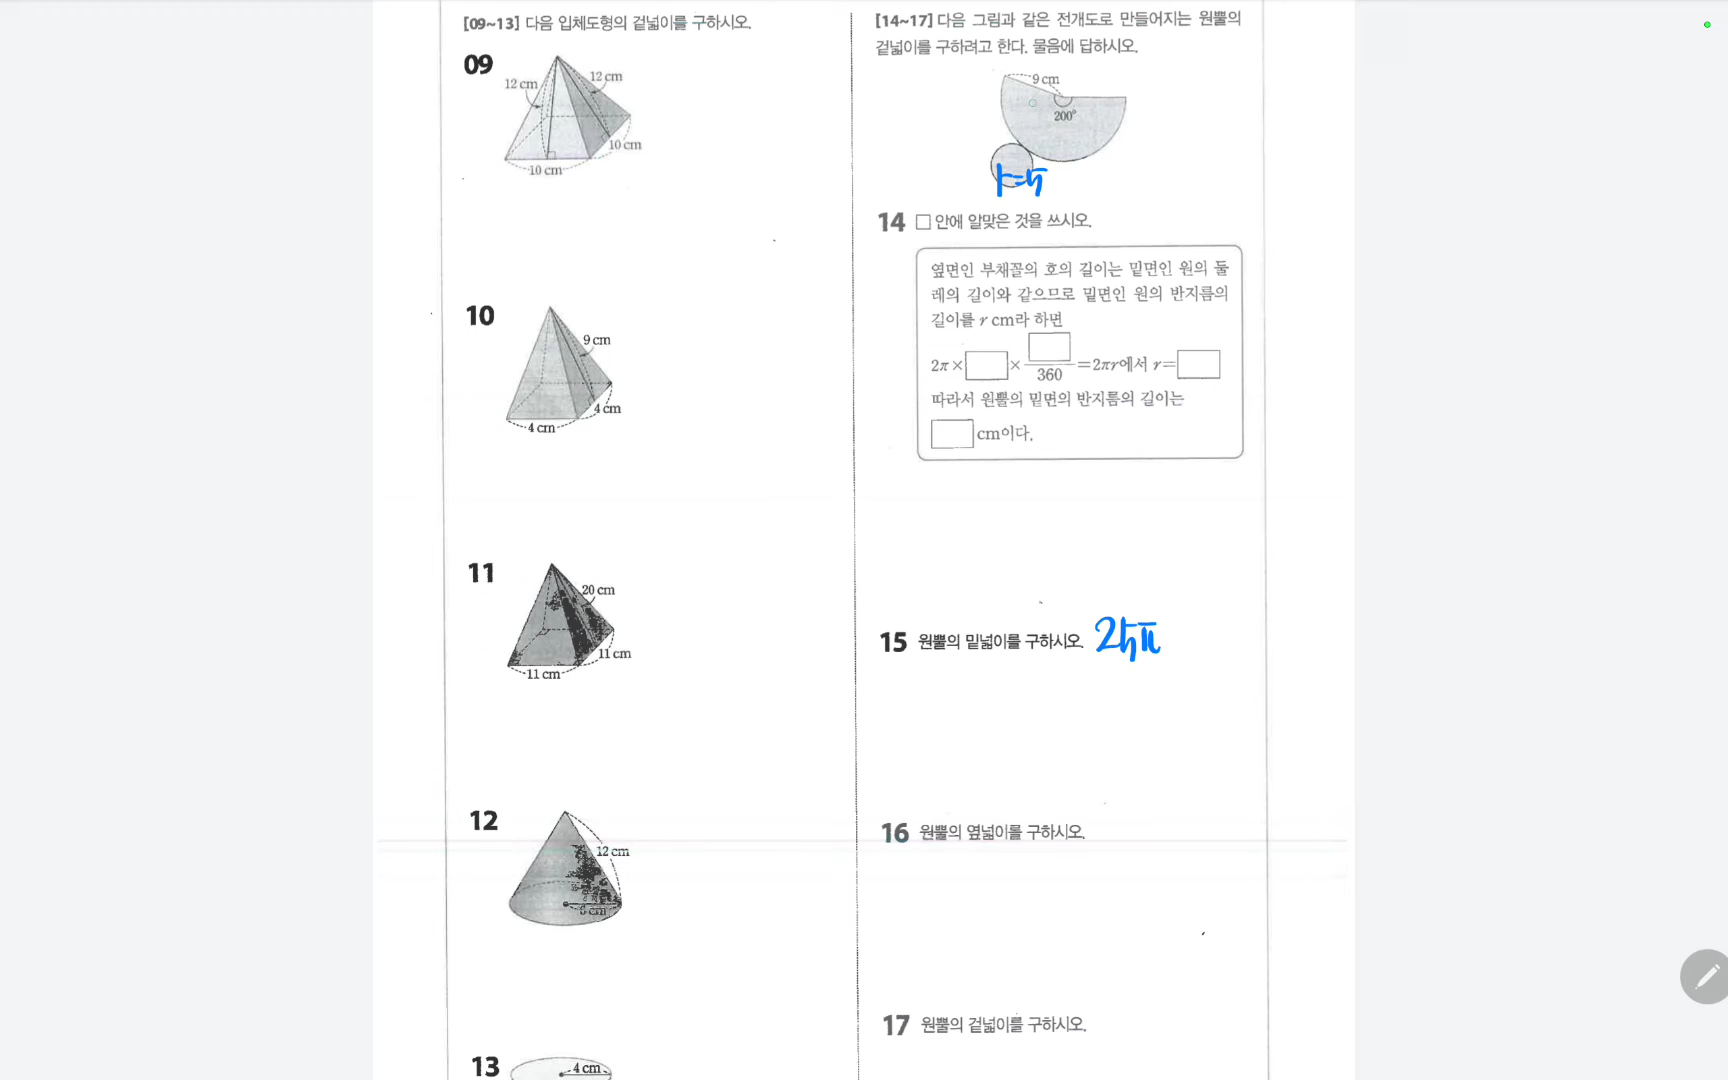 [09~13] 다음 입체도형의 겉넓이를 구하시오.
09
12 cm
12 cm
10 cm
10 cm
10
9 cm
4 cm
4 cm
11
20 cm
11 cm
11 cm
12
12 cm
13
4 cm
[14~17] 다음 그림과 같은 전개도로 만들어지는 원뿔의
겉넓이를 구하려고 한다. 물음에 답하시오.
9 cm
200°
r=5
14 □ 안에 알맞은 것을 쓰시오.
옆면인 부채꼴의 호의 길이는 밑면인 원의 둘
레의 길이와 같으므로 밑면인 원의 반지름의
길이를 r cm라 하면
2π×□×□/360=2πr에서 r=□
따라서 원뿔의 밑면의 반지름의 길이는
□ cm이다.
15 원뿔의 밑넓이를 구하시오. 25π
16 원뿔의 옆넓이를 구하시오.
17 원뿔의 겉넓이를 구하시오.